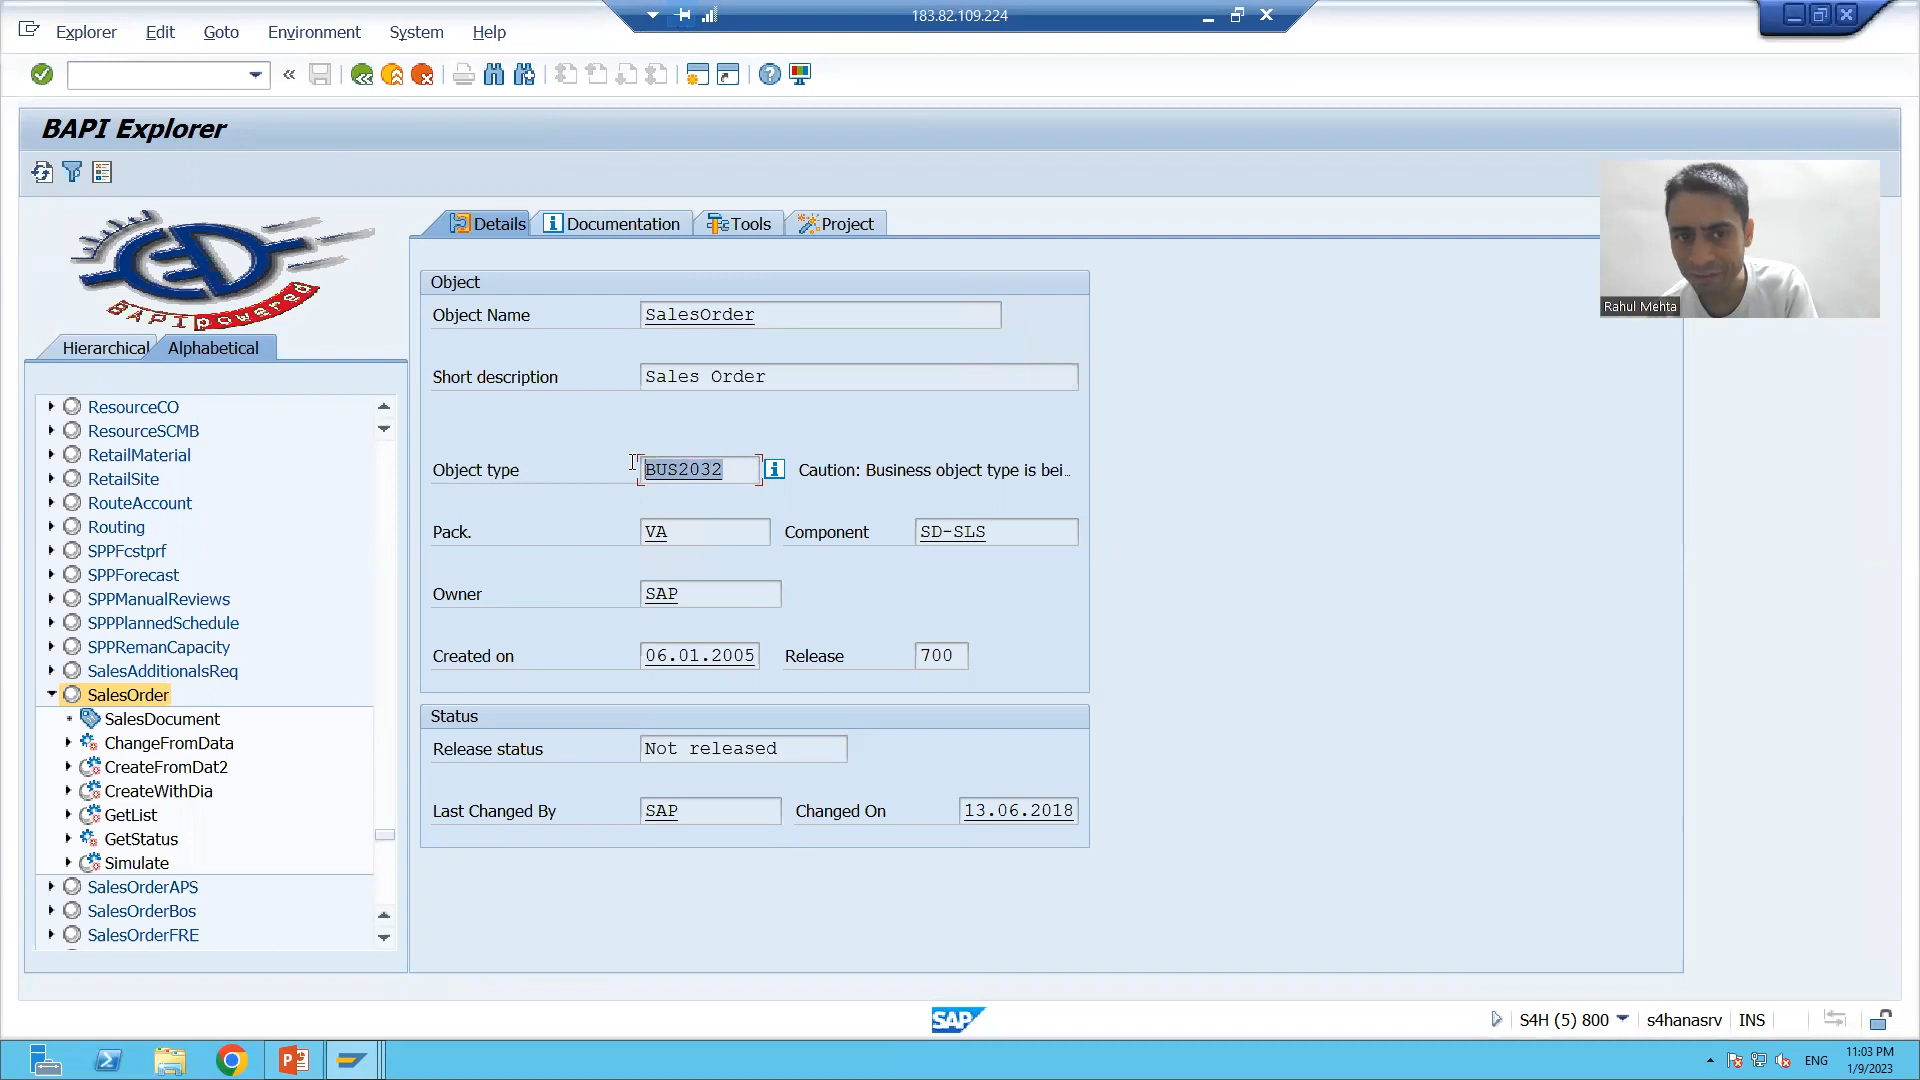 183.82.109.224
Explorer Edit Goto Environment System Help
BAPI Explorer
Details Documentation Tools Project
BAPIpowered
Rahul Mehta
Hierarchical Alphabetical
Object
Object Name SalesOrder
Short description Sales Order
Object type BUS2032 Caution: Business object type is bei..
Pack. VA Component SD-SLS
Owner SAP
Created on 06.01.2005 Release 700
Status
Release status Not released
Last Changed By SAP Changed On 13.06.2018
ResourceCO
ResourceSCMB
RetailMaterial
RetailSite
RouteAccount
Routing
SPPFcstprf
SPPForecast
SPPManualReviews
SPPPlannedSchedule
SPPRemanCapacity
SalesAdditionalsReq
SalesOrder
SalesDocument
ChangeFromData
CreateFromDat2
CreateWithDia
GetList
GetStatus
Simulate
SalesOrderAPS
SalesOrderBos
SalesOrderFRE
SAP
S4H (5) 800 s4hanasrv INS
ENG
11:03 PM
1/9/2023